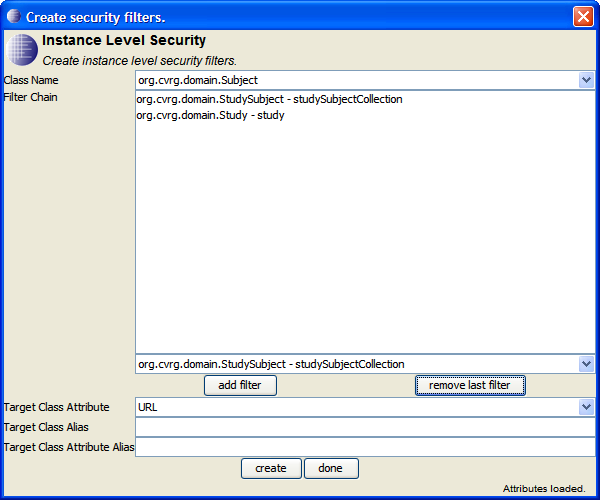 Create security filters.
Instance Level Security
Create instance level security filters.
Class Name org.cvrg.domain.Subject
Filter Chain org.cvrg.domain.StudySubject - studySubjectCollection
org.cvrg.domain.Study - study
org.cvrg.domain.StudySubject - studySubjectCollection
add filter remove last filter
Target Class Attribute URL
Target Class Alias
Target Class Attribute Alias
create done
Attributes loaded.